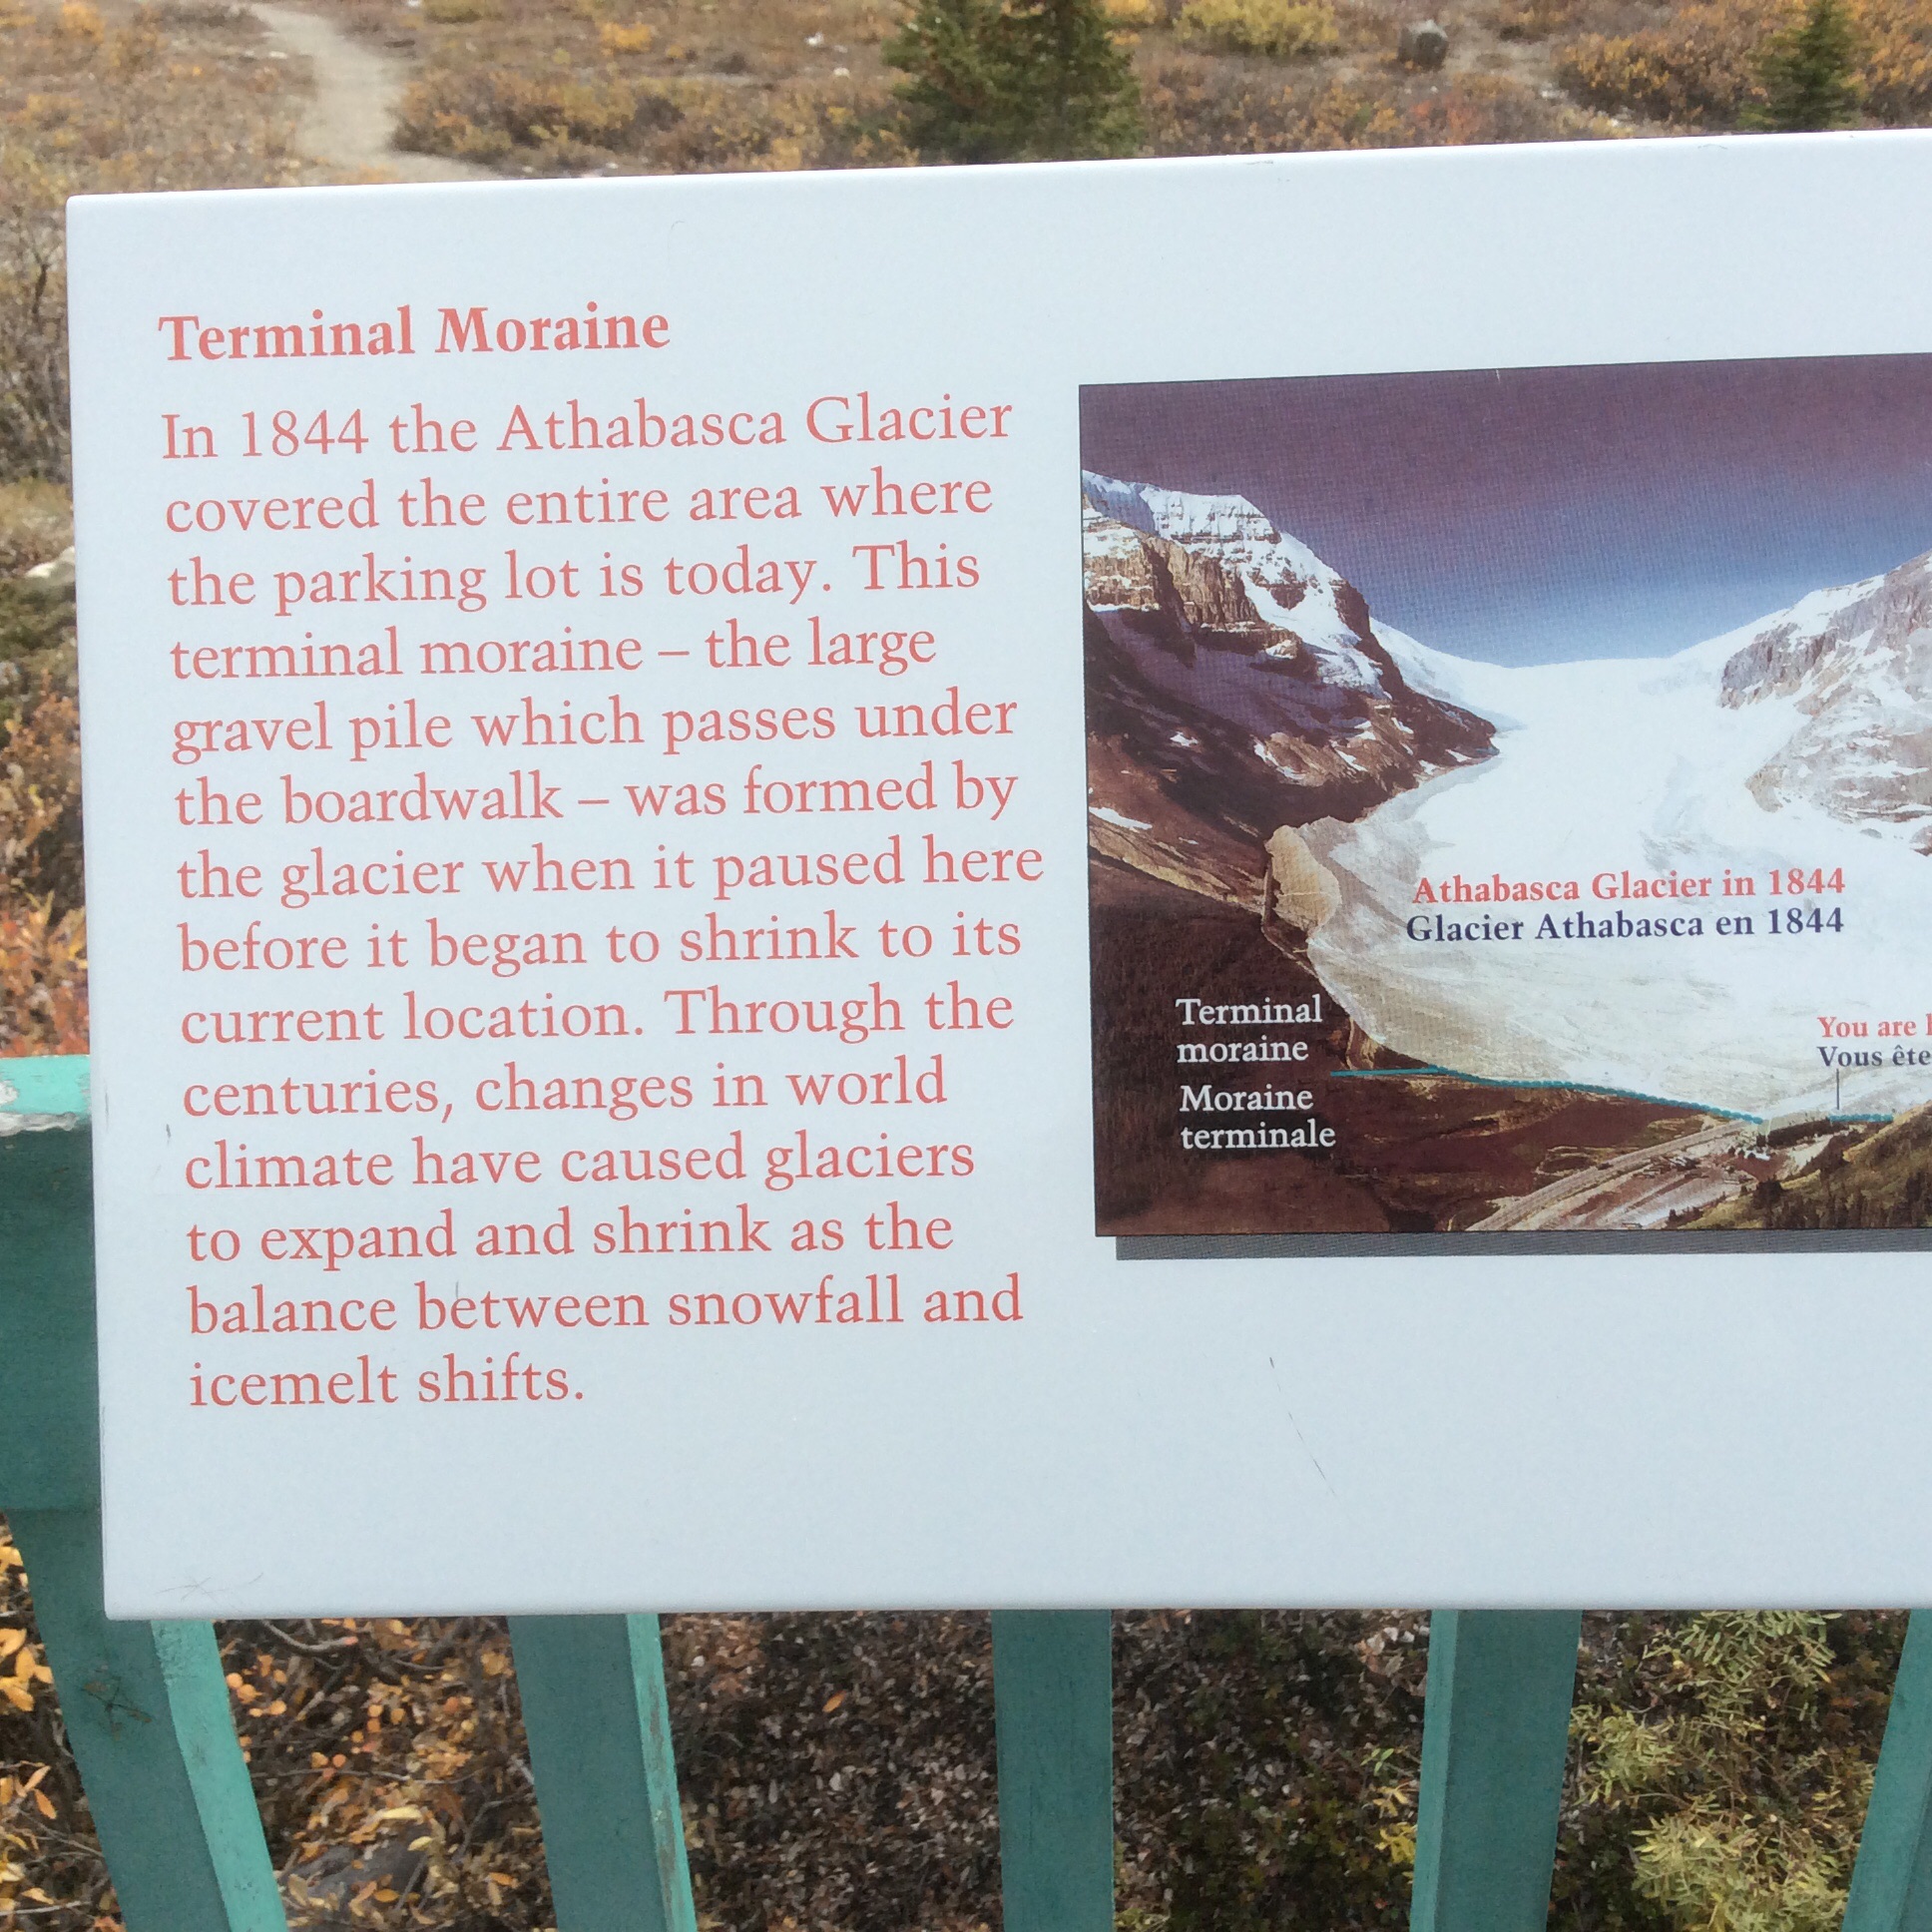 Terminal Moraine
In 1844 the Athabasca Glacier
covered the entire area where
the parking lot is today. This
terminal moraine – the large
gravel pile which passes under
the boardwalk – was formed by
the glacier when it paused here
before it began to shrink to its
current location. Through the
centuries, changes in world
climate have caused glaciers
to expand and shrink as the
balance between snowfall and
icemelt shifts.
Athabasca Glacier in 1844
Glacier Athabasca en 1844
Terminal
moraine
Moraine
terminale
You are
Vous ête